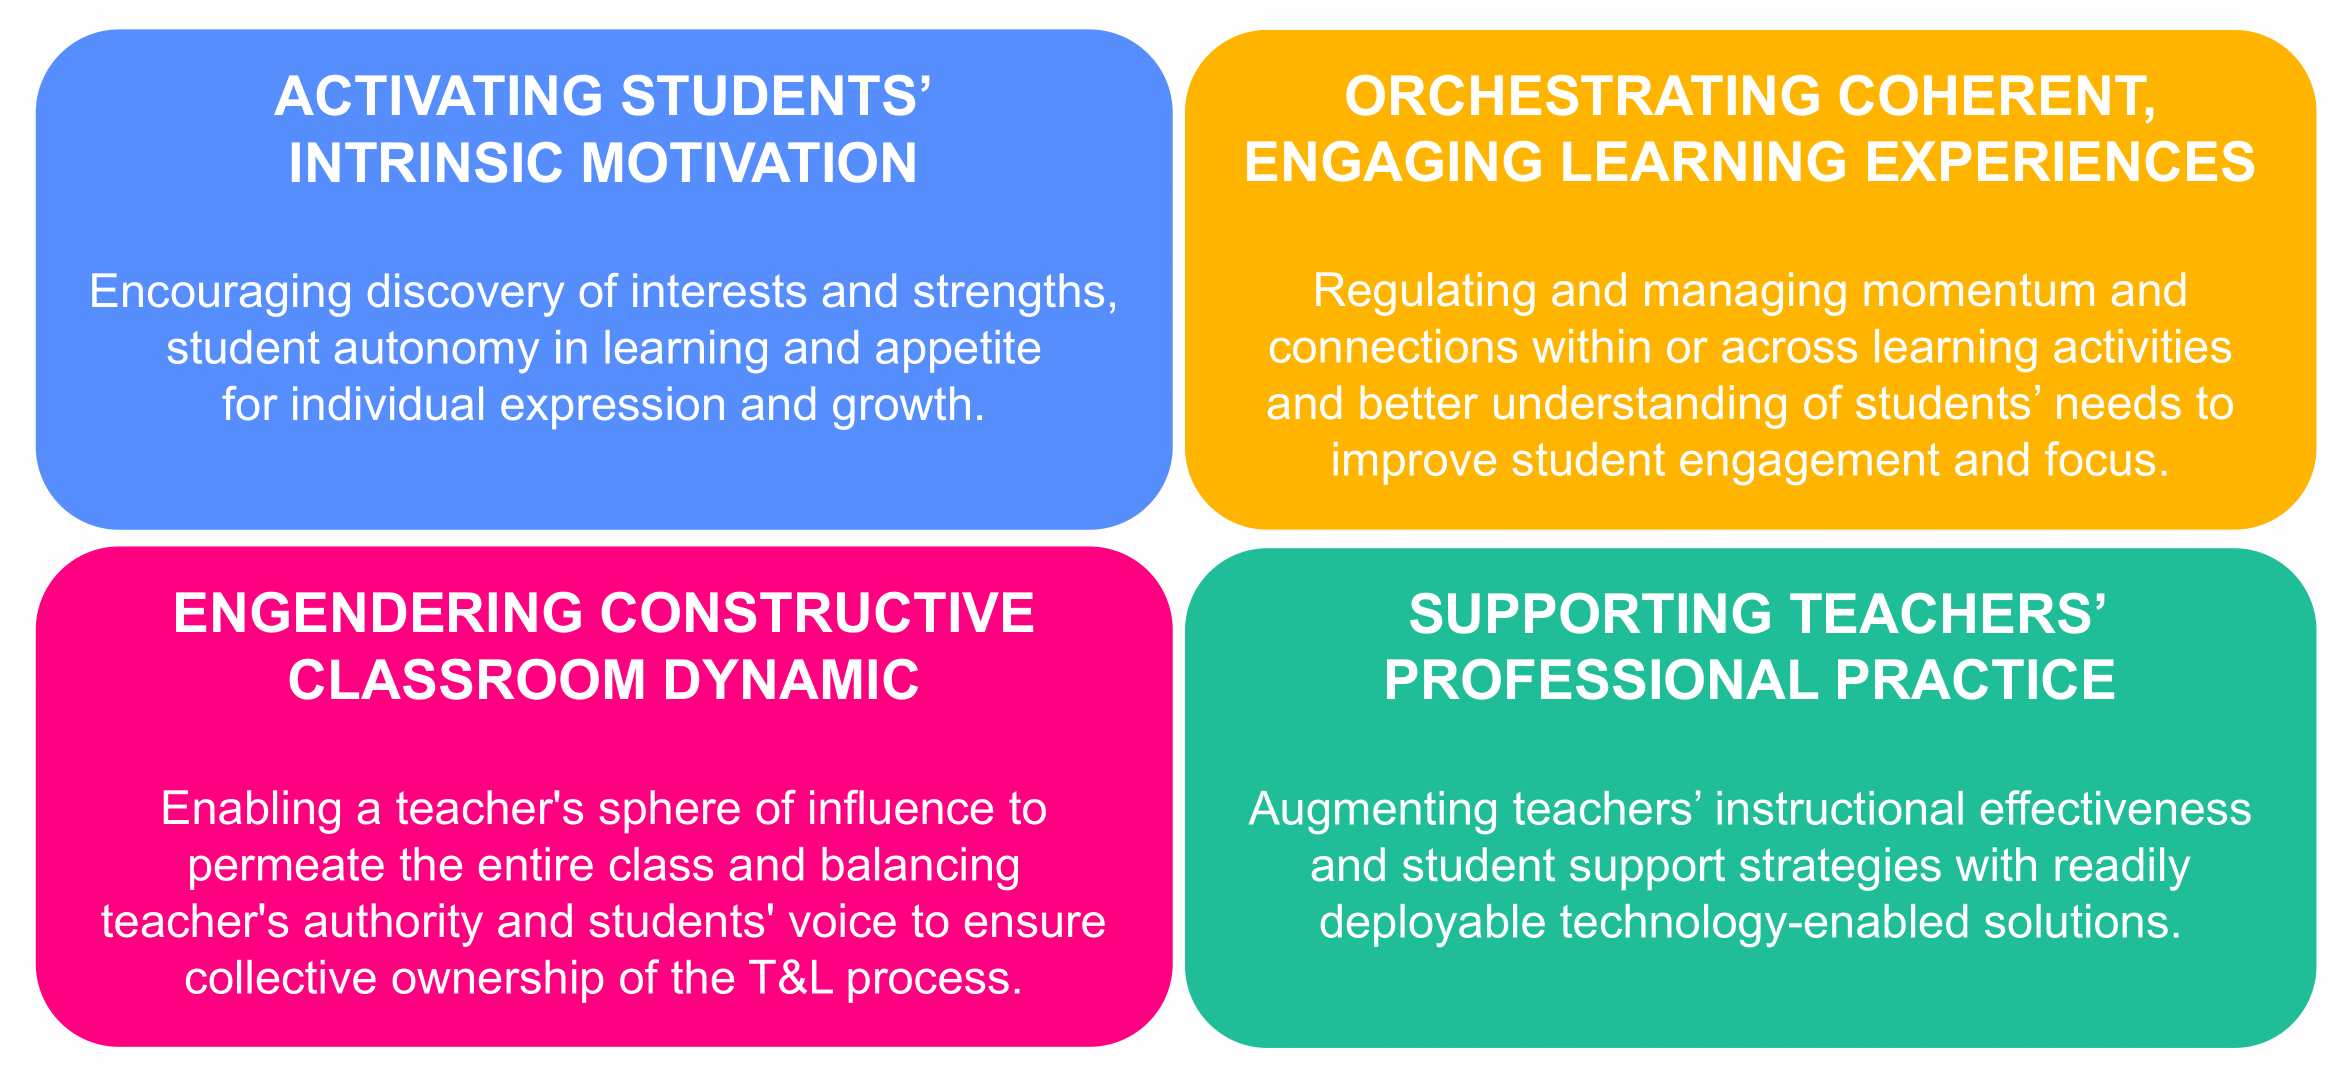 ACTIVATING STUDENTS’
INTRINSIC MOTIVATION
Encouraging discovery of interests and strengths,
student autonomy in learning and appetite
for individual expression and growth.
ORCHESTRATING COHERENT,
ENGAGING LEARNING EXPERIENCES
Regulating and managing momentum and
connections within or across learning activities
and better understanding of students’ needs to
improve student engagement and focus.
ENGENDERING CONSTRUCTIVE
CLASSROOM DYNAMIC
Enabling a teacher's sphere of influence to
permeate the entire class and balancing
teacher's authority and students' voice to ensure
collective ownership of the T&L process.
SUPPORTING TEACHERS’
PROFESSIONAL PRACTICE
Augmenting teachers’ instructional effectiveness
and student support strategies with readily
deployable technology-enabled solutions.